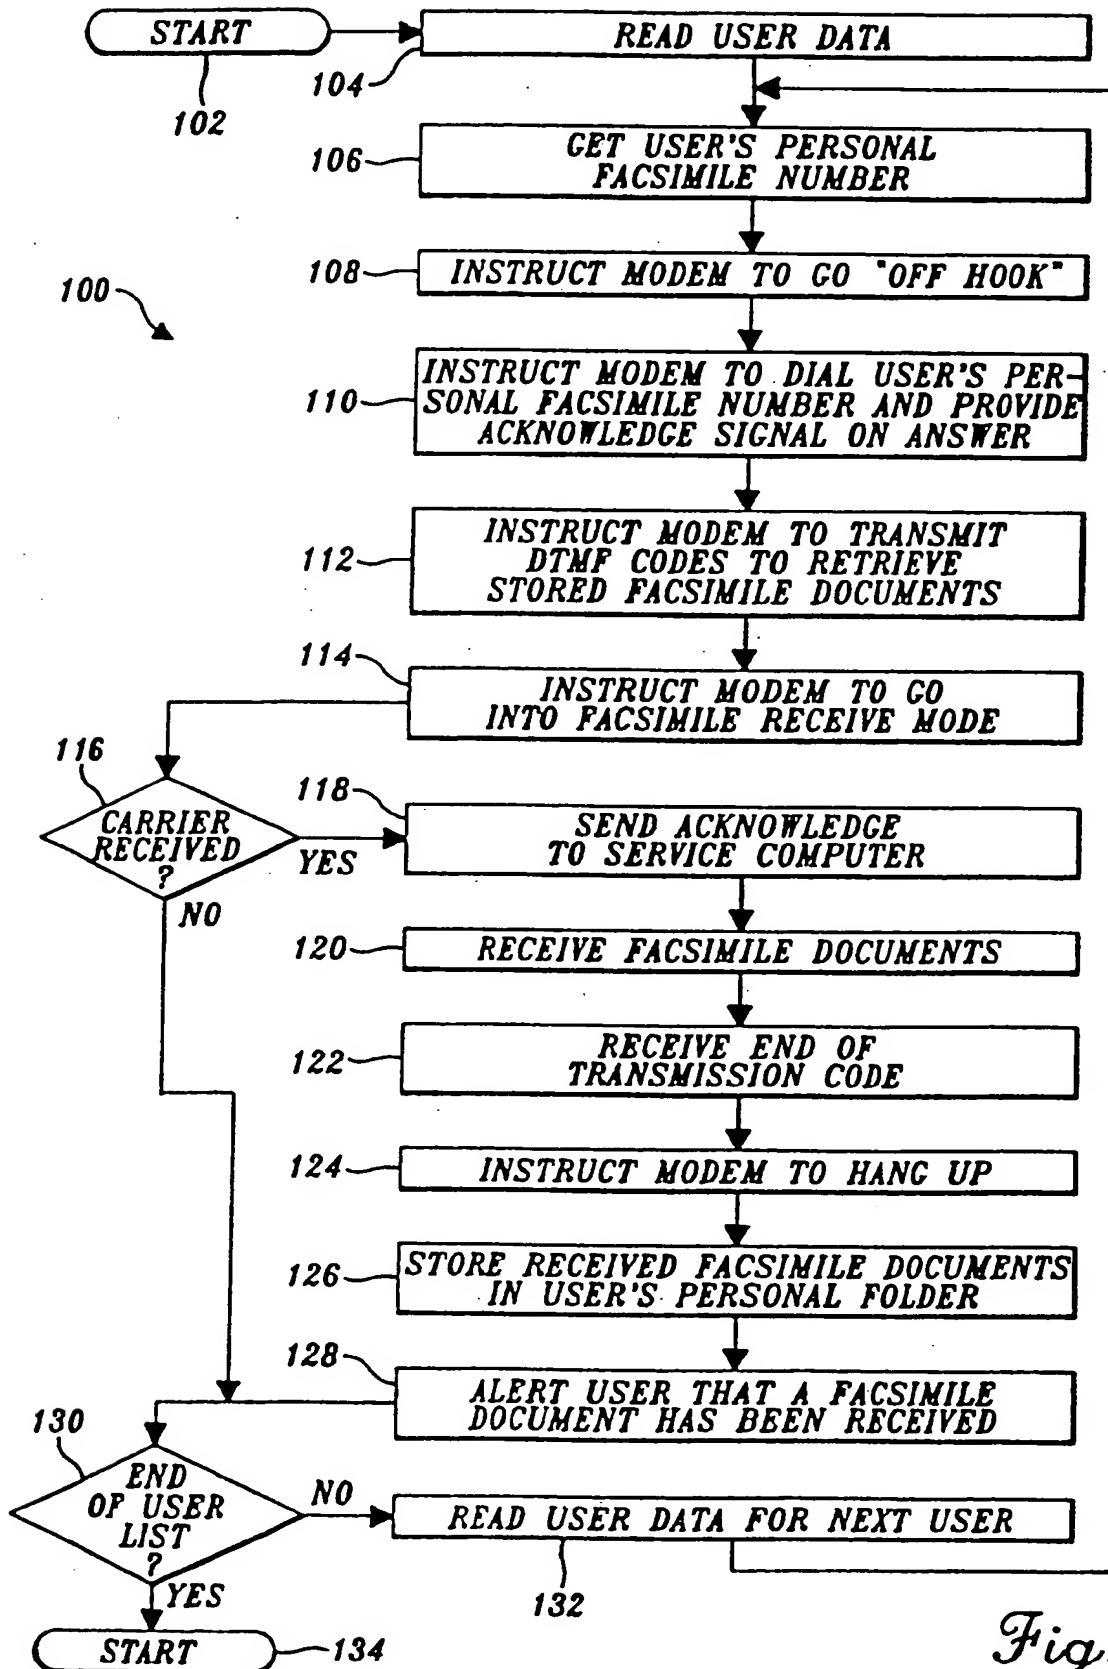 START
READ USER DATA
104
102
GET USER'S PERSONAL
FACSIMILE NUMBER
106
INSTRUCT MODEM TO GO "OFF HOOK"
108
100
INSTRUCT MODEM TO DIAL USER'S PER-
SONAL FACSIMILE NUMBER AND PROVIDE
ACKNOWLEDGE SIGNAL ON ANSWER
110
INSTRUCT MODEM TO TRANSMIT
DTMF CODES TO RETRIEVE
STORED FACSIMILE DOCUMENTS
112
114
INSTRUCT MODEM TO GO
INTO FACSIMILE RECEIVE MODE
116
CARRIER
RECEIVED
?
YES
NO
118
SEND ACKNOWLEDGE
TO SERVICE COMPUTER
120
RECEIVE FACSIMILE DOCUMENTS
122
RECEIVE END OF
TRANSMISSION CODE
124
INSTRUCT MODEM TO HANG UP
126
STORE RECEIVED FACSIMILE DOCUMENTS
IN USER'S PERSONAL FOLDER
128
ALERT USER THAT A FACSIMILE
DOCUMENT HAS BEEN RECEIVED
130
END
OF USER
LIST
?
NO
YES
READ USER DATA FOR NEXT USER
132
START
134
Fig.